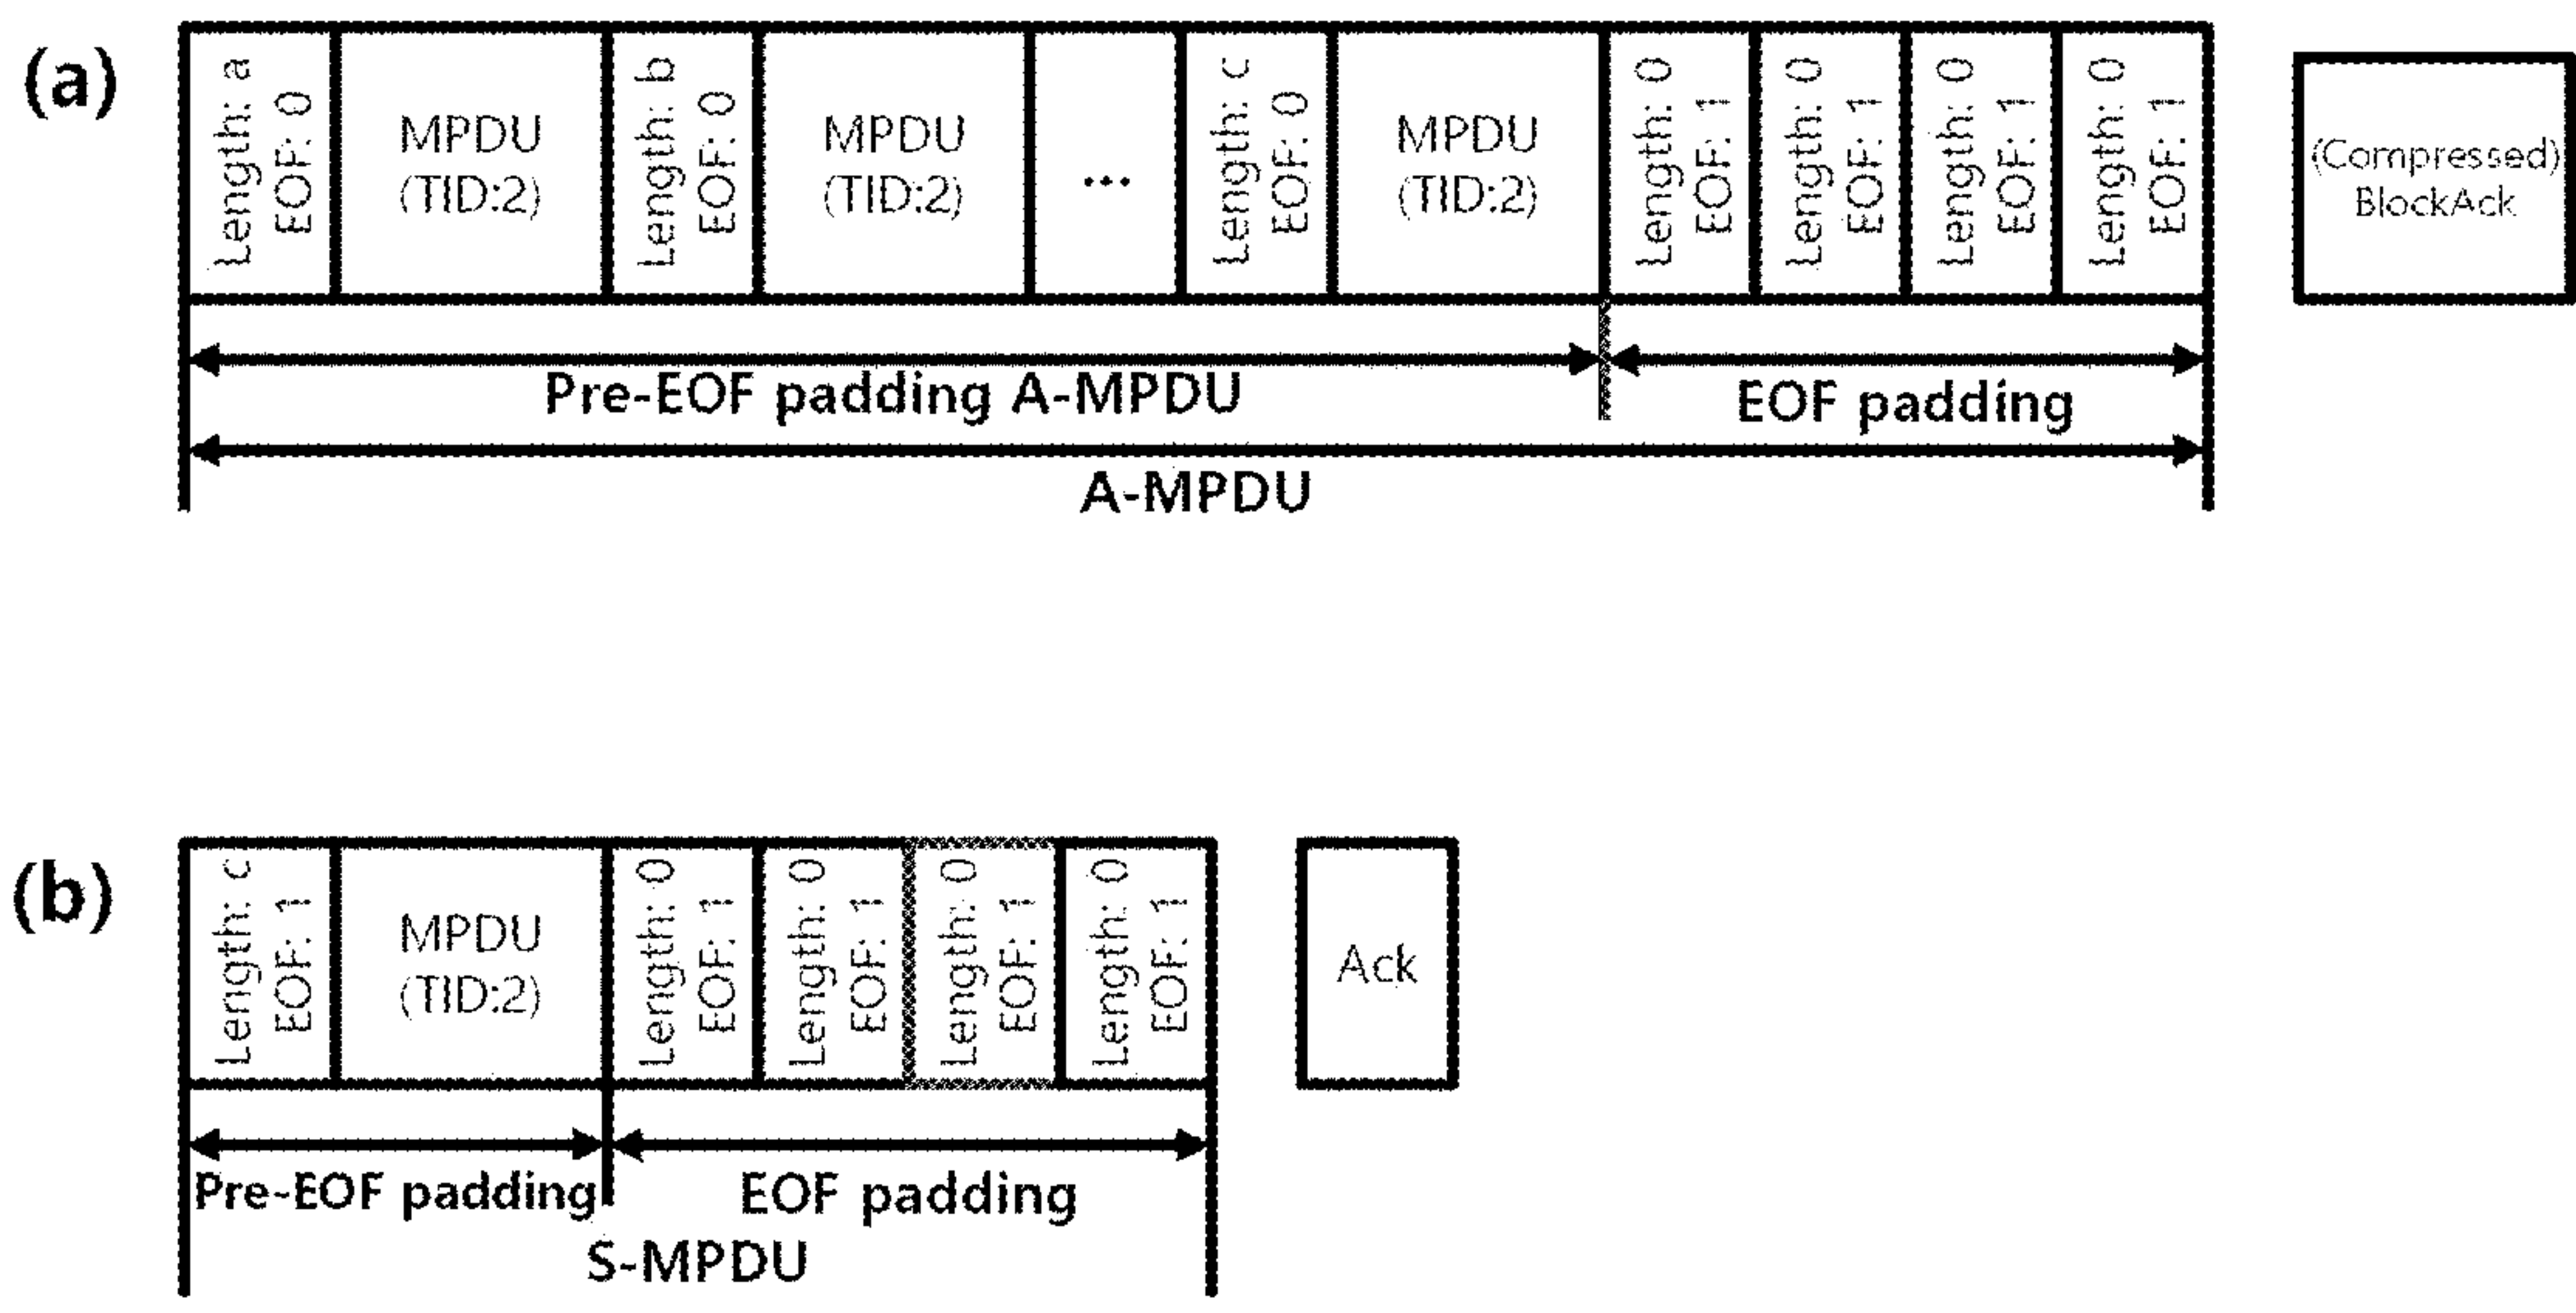 (a)
Length: a
EOF: 0
MPDU
(TID:2)
Length: b
EOF: 0
MPDU
(TID:2)
...
Length: c
EOF: 0
MPDU
(TID:2)
Length: 0
EOF: 1
Length: 0
EOF: 1
Length: 0
EOF: 1
Length: 0
EOF: 1
(Compressed)
BlockAck
Pre-EOF padding A-MPDU
EOF padding
A-MPDU
(b)
Length: c
EOF: 1
MPDU
(TID:2)
Length: 0
EOF: 1
Length: 0
EOF: 1
Length: 0
EOF: 1
Length: 0
EOF: 1
Ack
Pre-EOF padding
EOF padding
S-MPDU